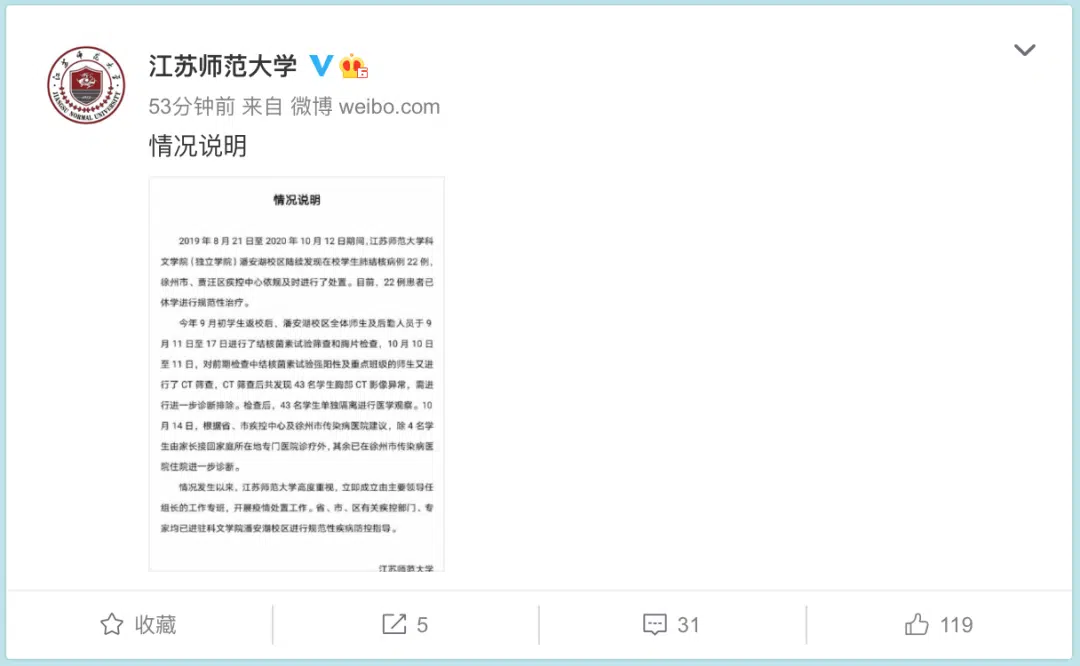 江苏师范大学
53分钟前 来自 微博 weibo.com
情况说明
情况说明
2019 年 8 月 21 日至 2020 年 10 月 12 日期间,江苏师范大学科
文学院(独立学院)潘安湖校区陆续发现在校学生肺结核病例 22 例,
徐州市、贾汪区疾控中心依规及时进行了处置。目前,22 例患者已
休学进行规范性治疗。
今年 9 月初学生返校后,潘安湖校区全体师生及后勤人员于 9
月 11 日至 17 日进行了结核菌素试验筛查和胸片检查,10 月 10 日
至 11 日,对前期检查中结核菌素试验强阳性及重点班级的师生又进
行了 CT 筛查,CT 筛查后共发现 43 名学生胸部 CT 影像异常,需进
行进一步诊断排除。检查后,43 名学生单独隔离进行医学观察。10
月 14 日,根据省、市疾控中心及徐州市传染病医院建议,除 4 名学
生由家长接回家庭所在地专门医院诊疗外,其余已在徐州市传染病医
院住院进一步诊断。
情况发生以来,江苏师范大学高度重视,立即成立由主要领导任
组长的工作专班,开展疫情处置工作。省、市、区有关疾控部门、专
家均已进驻科文学院潘安湖校区进行规范性疾病防控指导。
江苏师范大学
收藏
5
31
119
江苏师范大学
JIANGSU NORMAL UNIVERSITY